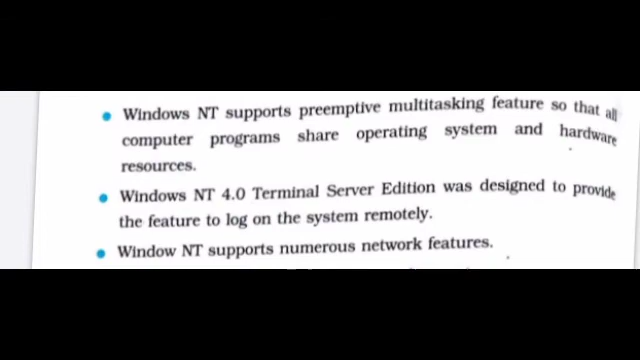 • Windows NT supports preemptive multitasking feature so that all
computer programs share operating system and hardware
resources.
• Windows NT 4.0 Terminal Server Edition was designed to provide
the feature to log on the system remotely.
• Window NT supports numerous network features.